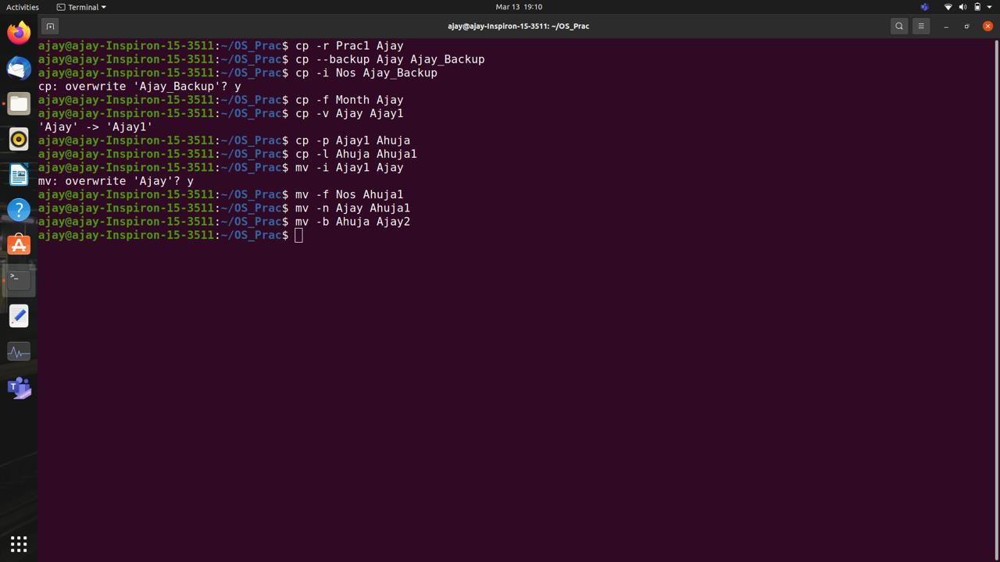 Activities
Terminal
Mar 13 19:10
ajay@ajay-Inspiron-15-3511: ~/OS_Prac
ajay@ajay-Inspiron-15-3511:~/OS_Prac$ cp -r Prac1 Ajay
ajay@ajay-Inspiron-15-3511:~/OS_Prac$ cp --backup Ajay Ajay_Backup
ajay@ajay-Inspiron-15-3511:~/OS_Prac$ cp -i Nos Ajay_Backup
cp: overwrite 'Ajay_Backup'? y
ajay@ajay-Inspiron-15-3511:~/OS_Prac$ cp -f Month Ajay
ajay@ajay-Inspiron-15-3511:~/OS_Prac$ cp -v Ajay Ajay1
'Ajay' -> 'Ajay1'
ajay@ajay-Inspiron-15-3511:~/OS_Prac$ cp -p Ajay1 Ahuja
ajay@ajay-Inspiron-15-3511:~/OS_Prac$ cp -l Ahuja Ahuja1
ajay@ajay-Inspiron-15-3511:~/OS_Prac$ mv -i Ajay1 Ajay
mv: overwrite 'Ajay'? y
ajay@ajay-Inspiron-15-3511:~/OS_Prac$ mv -f Nos Ahuja1
ajay@ajay-Inspiron-15-3511:~/OS_Prac$ mv -n Ajay Ahuja1
ajay@ajay-Inspiron-15-3511:~/OS_Prac$ mv -b Ahuja Ajay2
ajay@ajay-Inspiron-15-3511:~/OS_Prac$